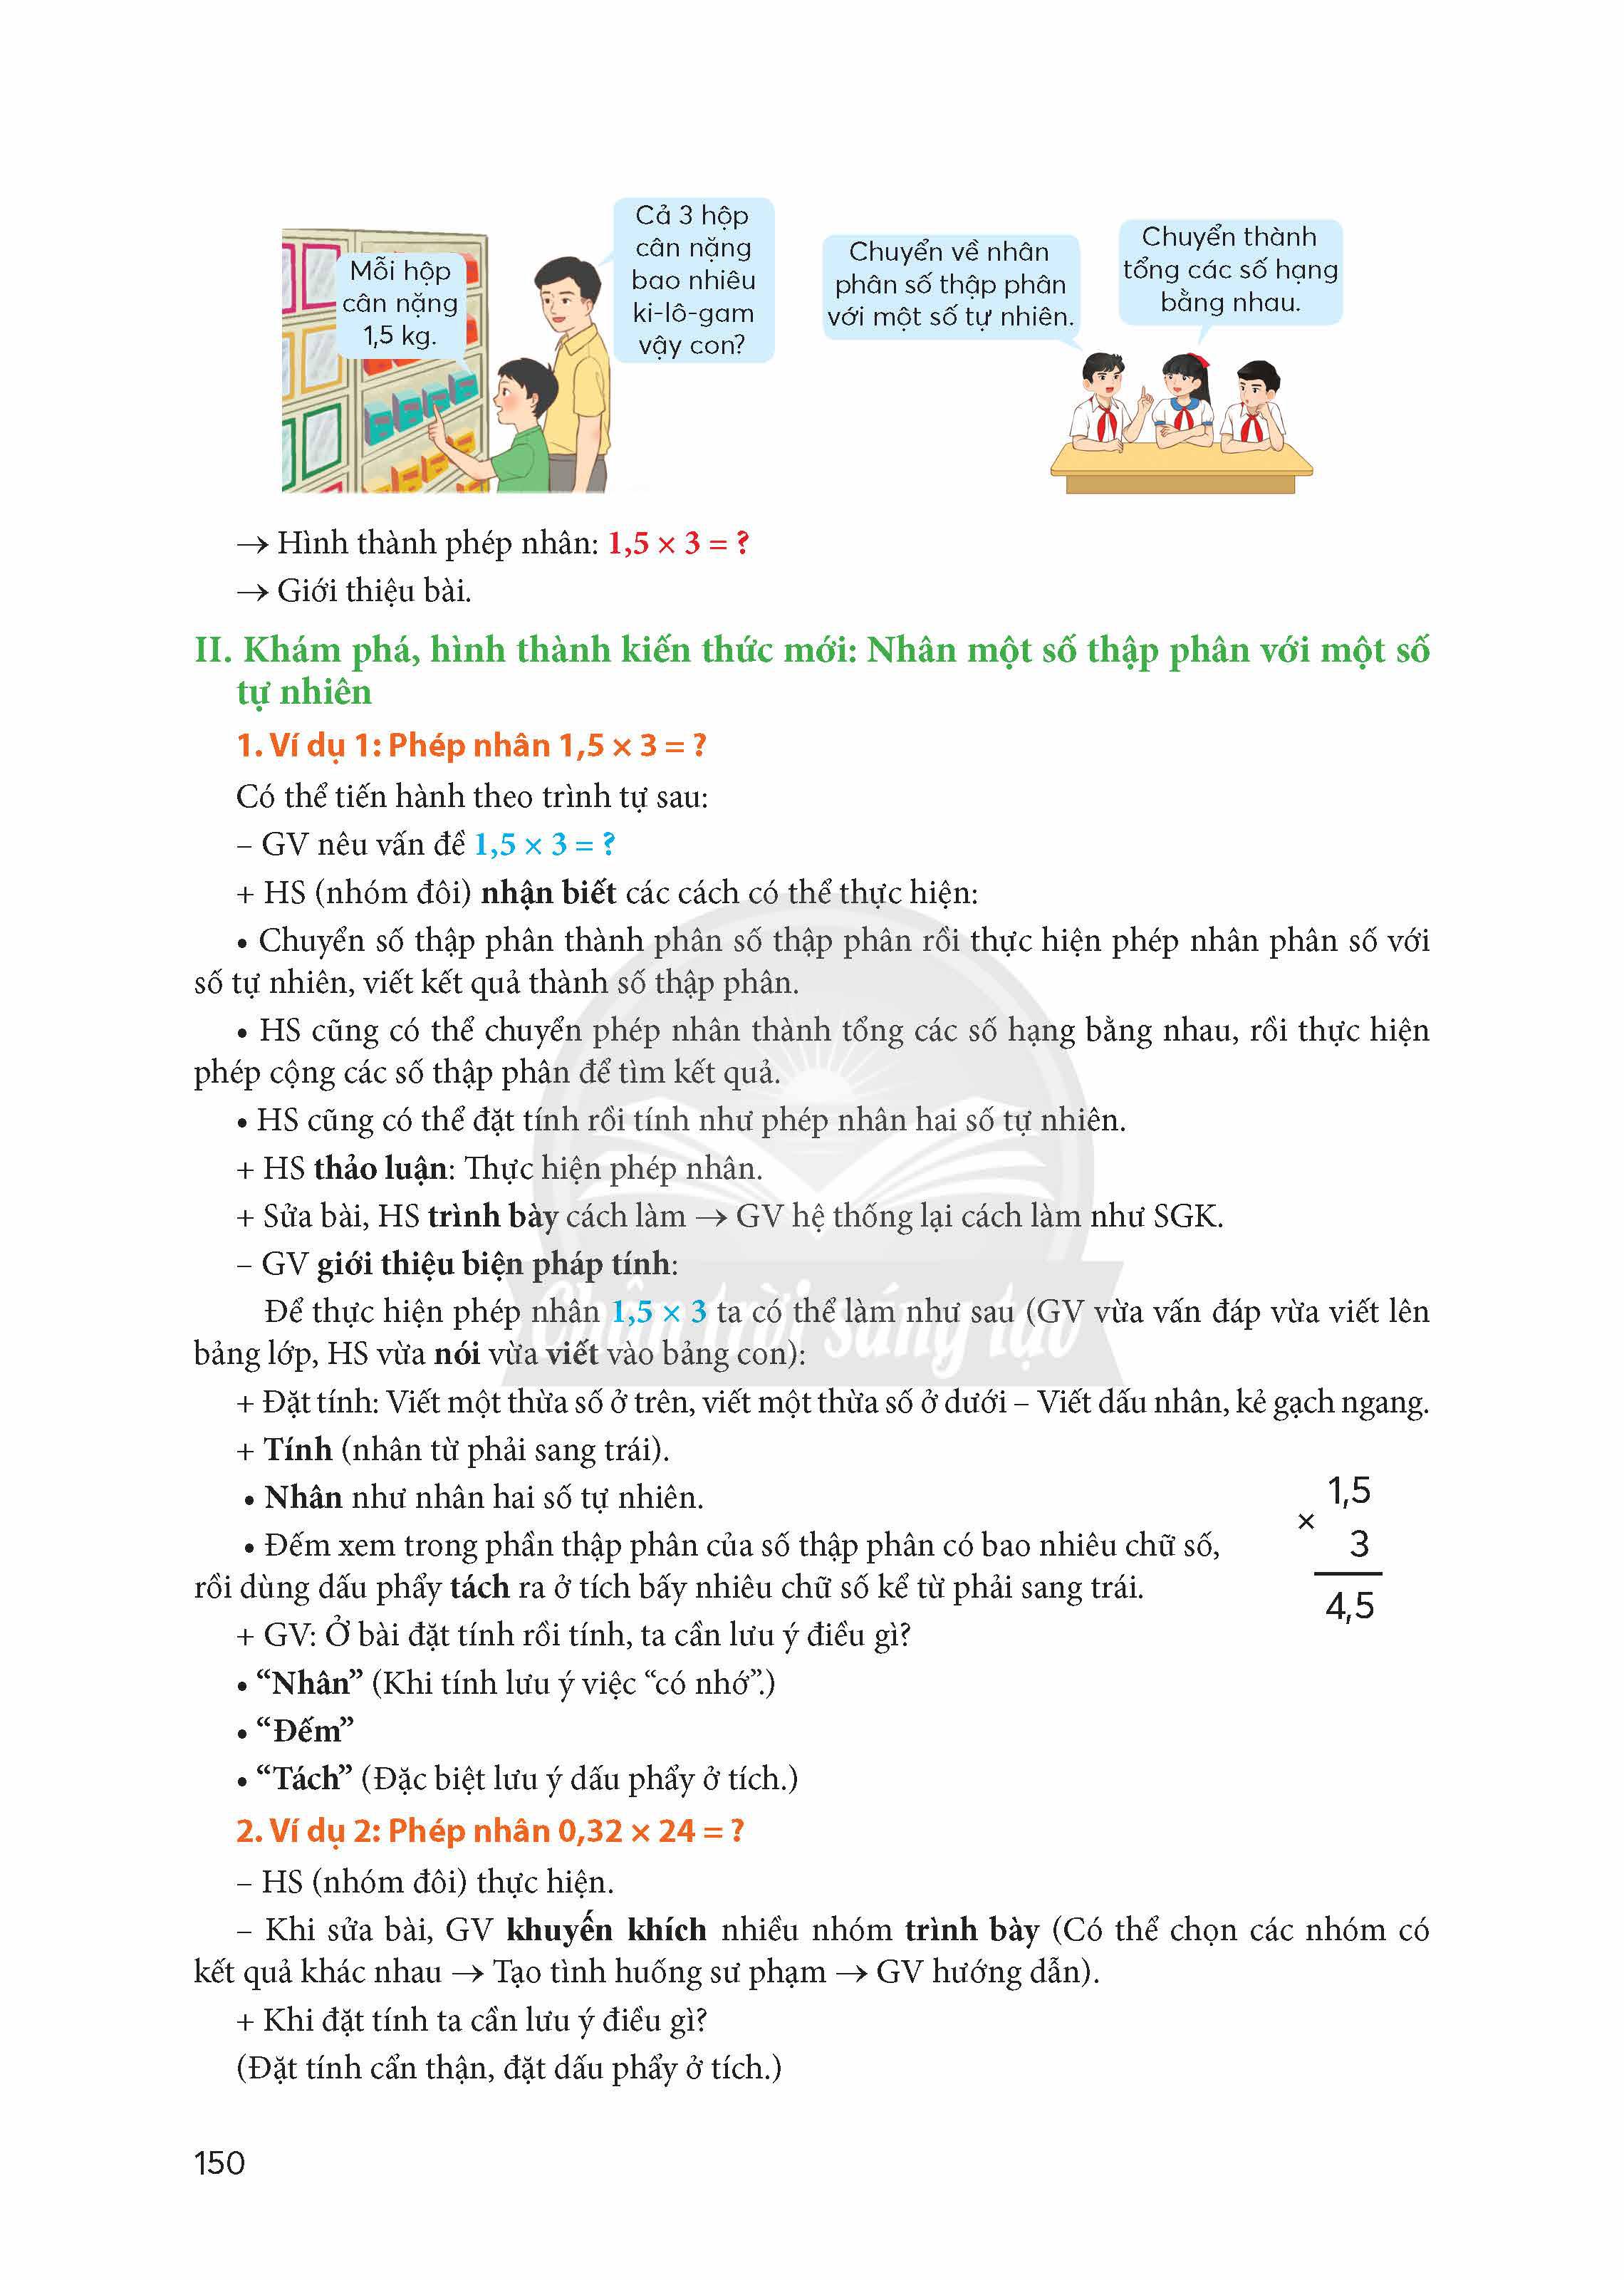 Mỗi hộp
cân nặng
1,5 kg.
Cả 3 hộp
cân nặng
bao nhiêu
ki-lô-gam
vậy con?
Chuyển về nhân
phân số thập phân
với một số tự nhiên.
Chuyển thành
tổng các số hạng
bằng nhau.
→ Hình thành phép nhân: 1,5 × 3 = ?
→ Giới thiệu bài.
II. Khám phá, hình thành kiến thức mới: Nhân một số thập phân với một số
tự nhiên
1. Ví dụ 1: Phép nhân 1,5 × 3 = ?
Có thể tiến hành theo trình tự sau:
– GV nêu vấn đề 1,5 × 3 = ?
+ HS (nhóm đôi) nhận biết các cách có thể thực hiện:
• Chuyển số thập phân thành phân số thập phân rồi thực hiện phép nhân phân số với
số tự nhiên, viết kết quả thành số thập phân.
• HS cũng có thể chuyển phép nhân thành tổng các số hạng bằng nhau, rồi thực hiện
phép cộng các số thập phân để tìm kết quả.
• HS cũng có thể đặt tính rồi tính như phép nhân hai số tự nhiên.
+ HS thảo luận: Thực hiện phép nhân.
+ Sửa bài, HS trình bày cách làm → GV hệ thống lại cách làm như SGK.
– GV giới thiệu biện pháp tính:
Để thực hiện phép nhân 1,5 × 3 ta có thể làm như sau (GV vừa vấn đáp vừa viết lên
bảng lớp, HS vừa nói vừa viết vào bảng con):
+ Đặt tính: Viết một thừa số ở trên, viết một thừa số ở dưới – Viết dấu nhân, kẻ gạch ngang.
+ Tính (nhân từ phải sang trái).
• Nhân như nhân hai số tự nhiên.
• Đếm xem trong phần thập phân của số thập phân có bao nhiêu chữ số,
rồi dùng dấu phẩy tách ra ở tích bấy nhiêu chữ số kể từ phải sang trái.
1,5
×
3
4,5
+ GV: Ở bài đặt tính rồi tính, ta cần lưu ý điều gì?
• “Nhân” (Khi tính lưu ý việc “có nhớ”.)
• “Đếm”
• “Tách” (Đặc biệt lưu ý dấu phẩy ở tích.)
2. Ví dụ 2: Phép nhân 0,32 × 24 = ?
– HS (nhóm đôi) thực hiện.
– Khi sửa bài, GV khuyến khích nhiều nhóm trình bày (Có thể chọn các nhóm có
kết quả khác nhau → Tạo tình huống sư phạm → GV hướng dẫn).
+ Khi đặt tính ta cần lưu ý điều gì?
(Đặt tính cẩn thận, đặt dấu phẩy ở tích.)
150
Chân trời sáng tạo